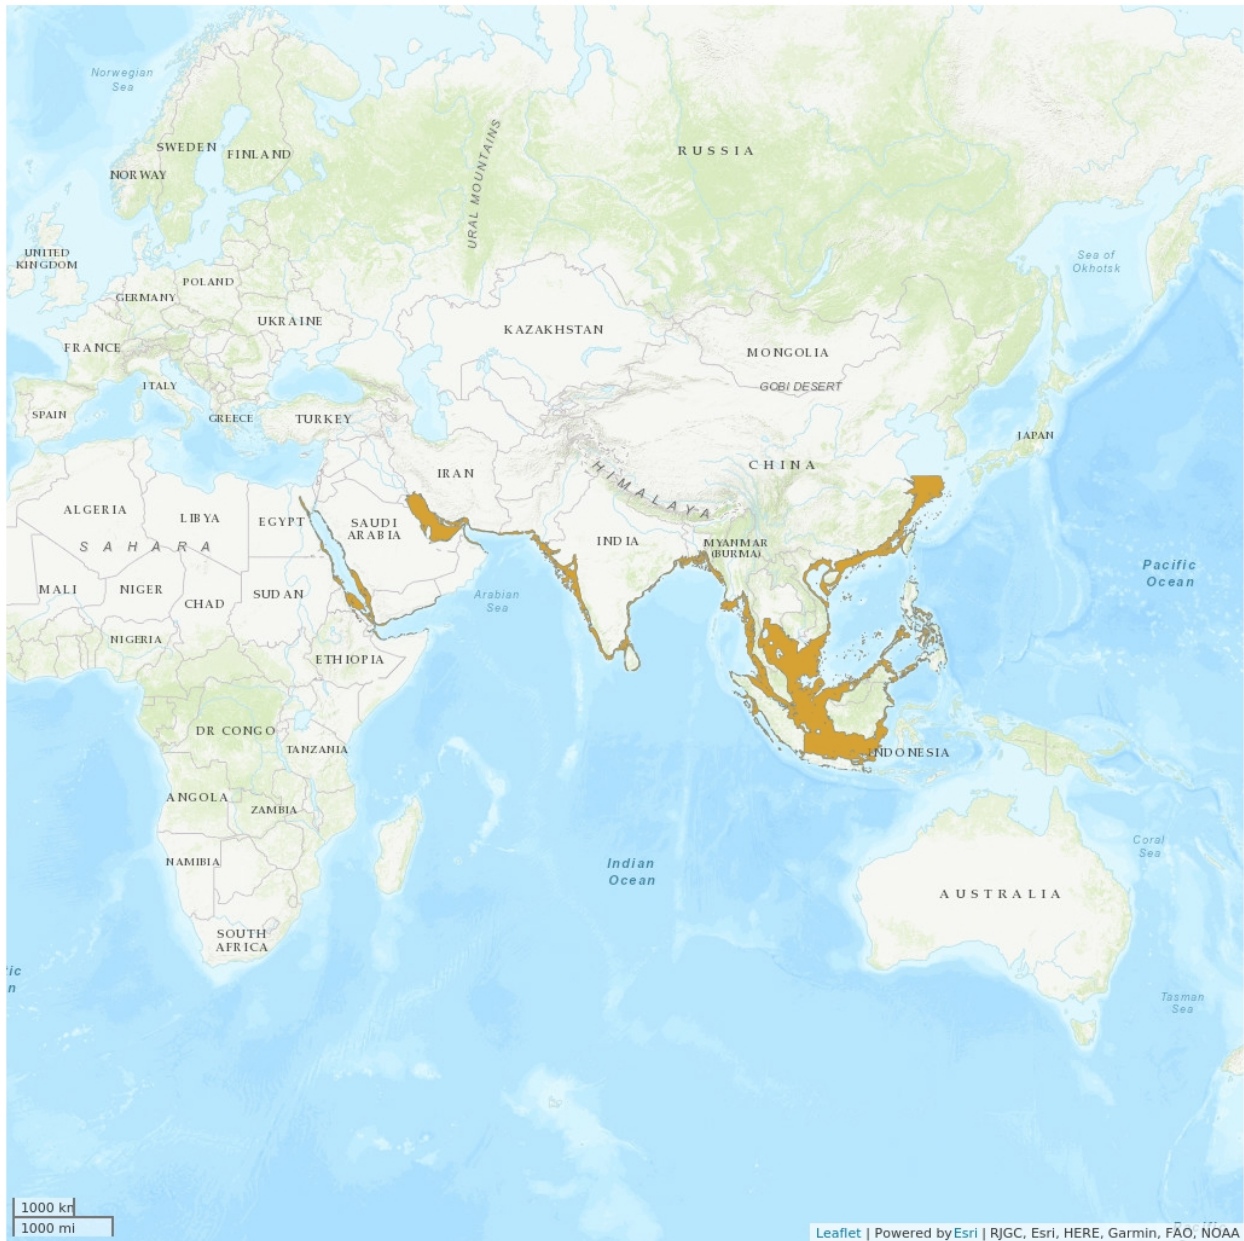 Norwegian
Sea
SWEDEN
FINLAND
NORWAY
URAL MOUNTAINS
RUSSIA
UNITED
KINGDOM
Sea of
Okhotsk
POLAND
GERMANY
UKRAINE
KAZAKHSTAN
FRANCE
MONGOLIA
ITALY
GOBI DESERT
SPAIN
GREECE
TURKEY
JAPAN
IRAN
HIMALAYA
CHINA
ALGERIA
LIBYA
EGYPT
SAUDI
ARABIA
INDIA
MYANMAR
(BURMA)
SAHARA
Pacific
Ocean
MALI
NIGER
CHAD
SUDAN
Arabian
Sea
NIGERIA
ETHIOPIA
DR CONGO
TANZANIA
INDONESIA
ANGOLA
ZAMBIA
NAMIBIA
Indian
Ocean
Coral
Sea
AUSTRALIA
SOUTH
AFRICA
Tasman
Sea
1000 km
1000 mi
Leaflet | Powered by Esri | RJGC, Esri, HERE, Garmin, FAO, NOAA